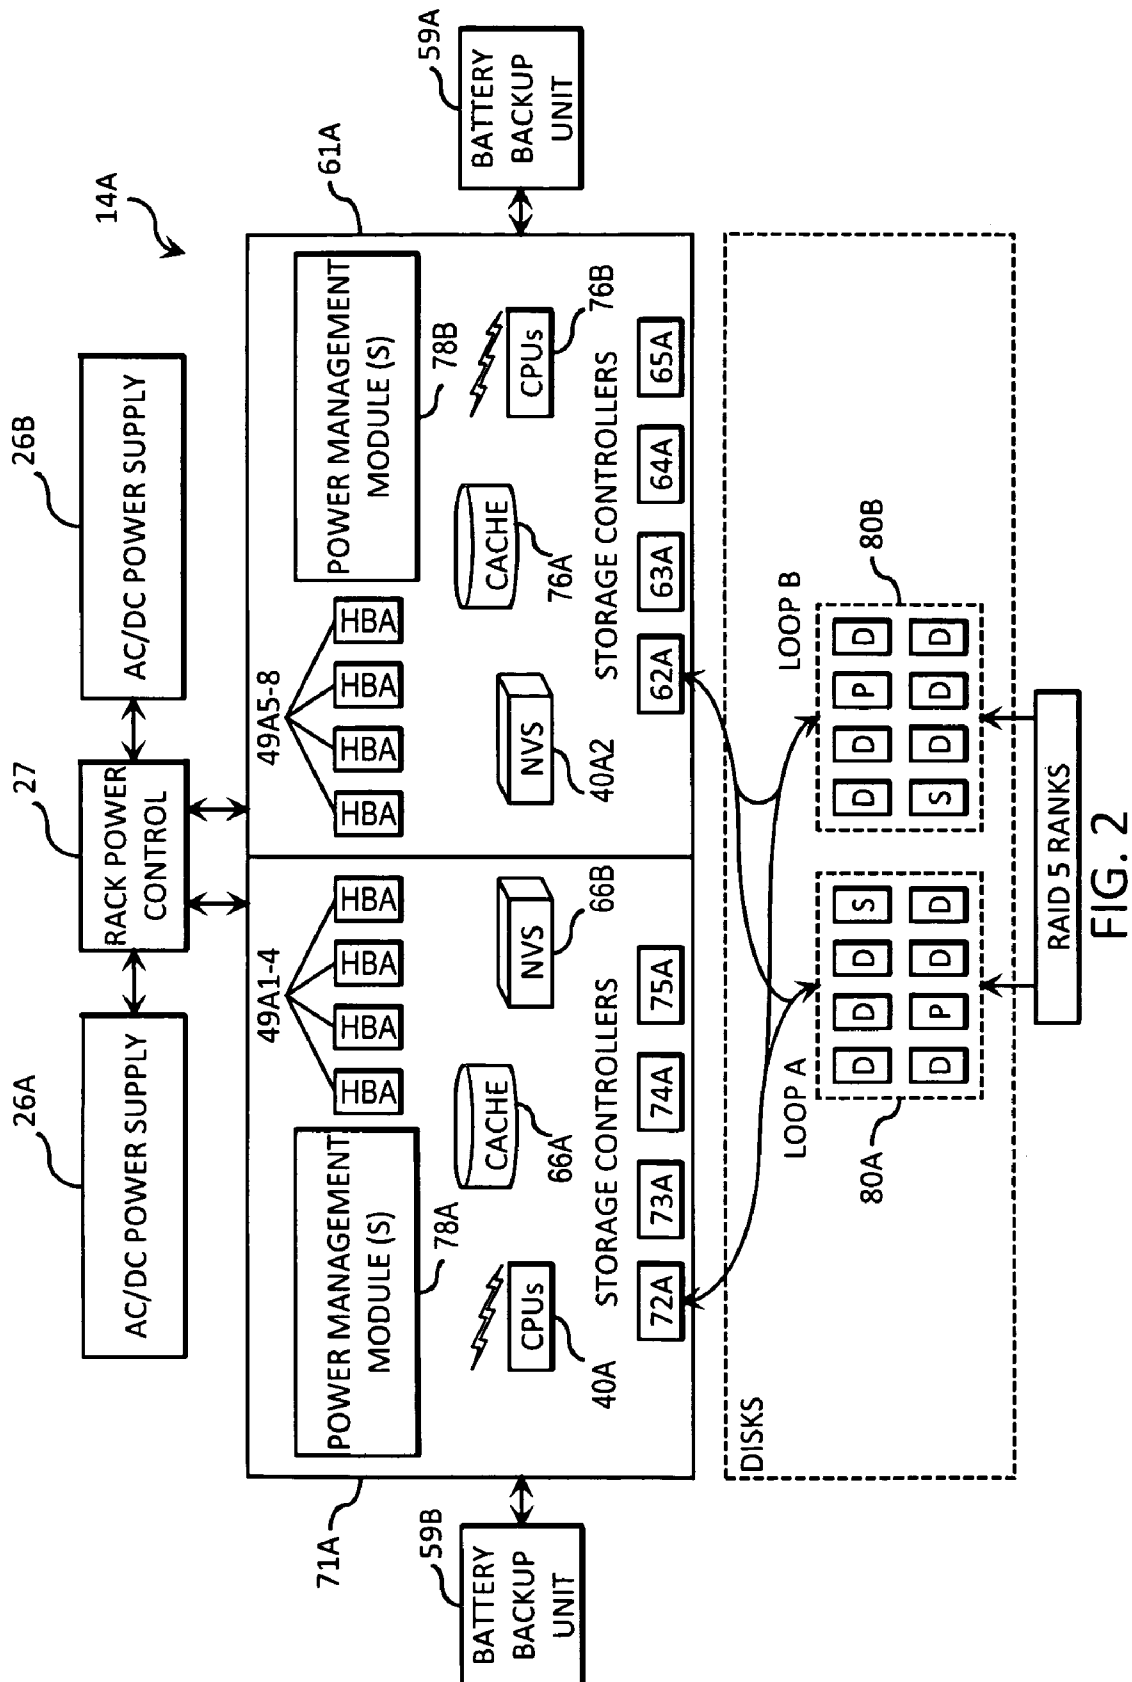 14A
26A
27
26B
AC/DC POWER SUPPLY
RACK POWER
CONTROL
AC/DC POWER SUPPLY
71A
61A
POWER MANAGEMENT
MODULE (S)
78A
49A1-4
HBA
HBA
HBA
HBA
49A5-8
HBA
HBA
HBA
HBA
POWER MANAGEMENT
MODULE (S)
78B
59B
BATTERY
BACKUP
UNIT
CPUs
40A
CACHE
66A
NVS
66B
NVS
40A2
CACHE
76A
CPUs
76B
59A
BATTERY
BACKUP
UNIT
STORAGE CONTROLLERS
72A
73A
74A
75A
STORAGE CONTROLLERS
62A
63A
64A
65A
DISKS
LOOP A
80A
D
D
D
S
D
P
D
D
LOOP B
80B
D
D
P
D
S
D
D
D
RAID 5 RANKS
FIG. 2